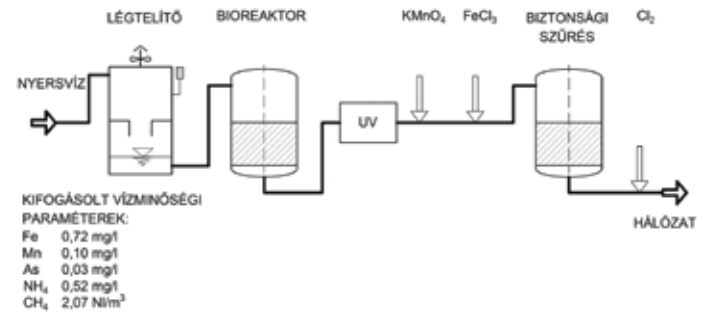 LÉGTELÍTŐ
BIOREAKTOR
KMnO₄
FeCl₃
BIZTONSÁGI
SZŰRÉS
Cl₂
NYERSVÍZ
UV
HÁLÓZAT
KIFOGÁSOLT VÍZMINŐSÉGI
PARAMÉTEREK:
Fe 0,72 mg/l
Mn 0,10 mg/l
As 0,03 mg/l
NH₄ 0,52 mg/l
CH₄ 2,07 Nl/m³